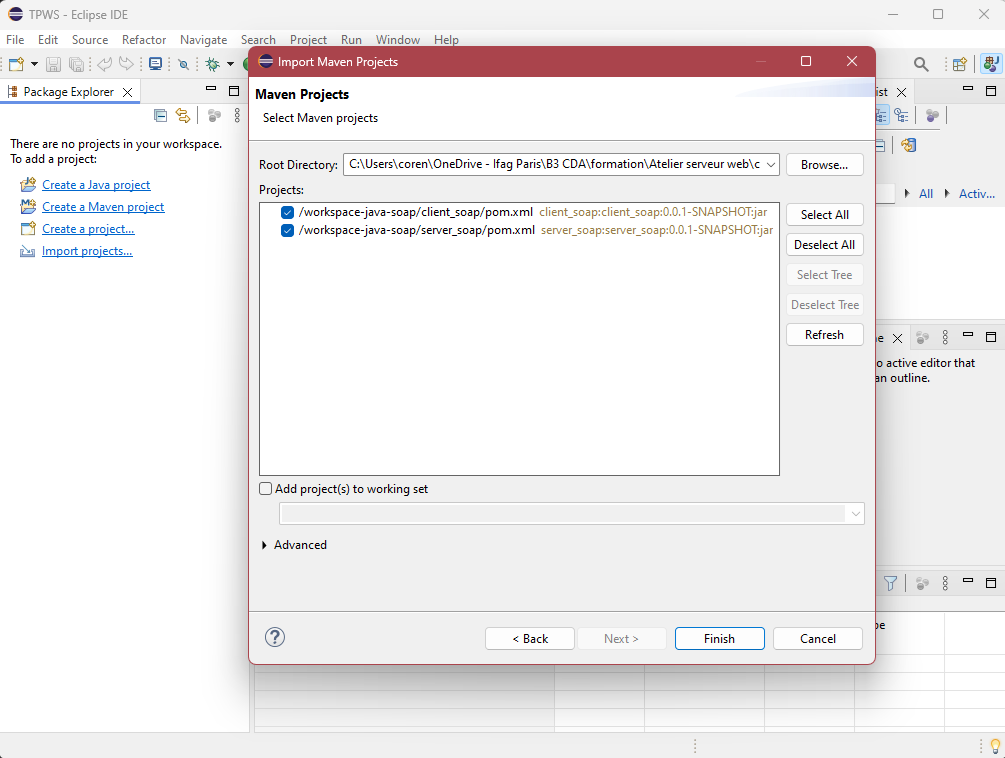 TPWS - Eclipse IDE
File Edit Source Refactor Navigate Search Project Run Window Help
Import Maven Projects
Package Explorer
There are no projects in your workspace.
To add a project:
Create a Java project
Create a Maven project
Create a project...
Import projects...
Maven Projects
Select Maven projects
Root Directory: C:\Users\coren\OneDrive - Ifag Paris\B3 CDA\formation\Atelier serveur web\c Browse...
Projects:
/workspace-java-soap/client_soap/pom.xml client_soap:client_soap:0.0.1-SNAPSHOT:jar
/workspace-java-soap/server_soap/pom.xml server_soap:server_soap:0.0.1-SNAPSHOT:jar
Select All
Deselect All
Select Tree
Deselect Tree
Refresh
Add project(s) to working set
Advanced
? < Back Next > Finish Cancel
ist
All Activ...
ne
o active editor that
an outline.
pe